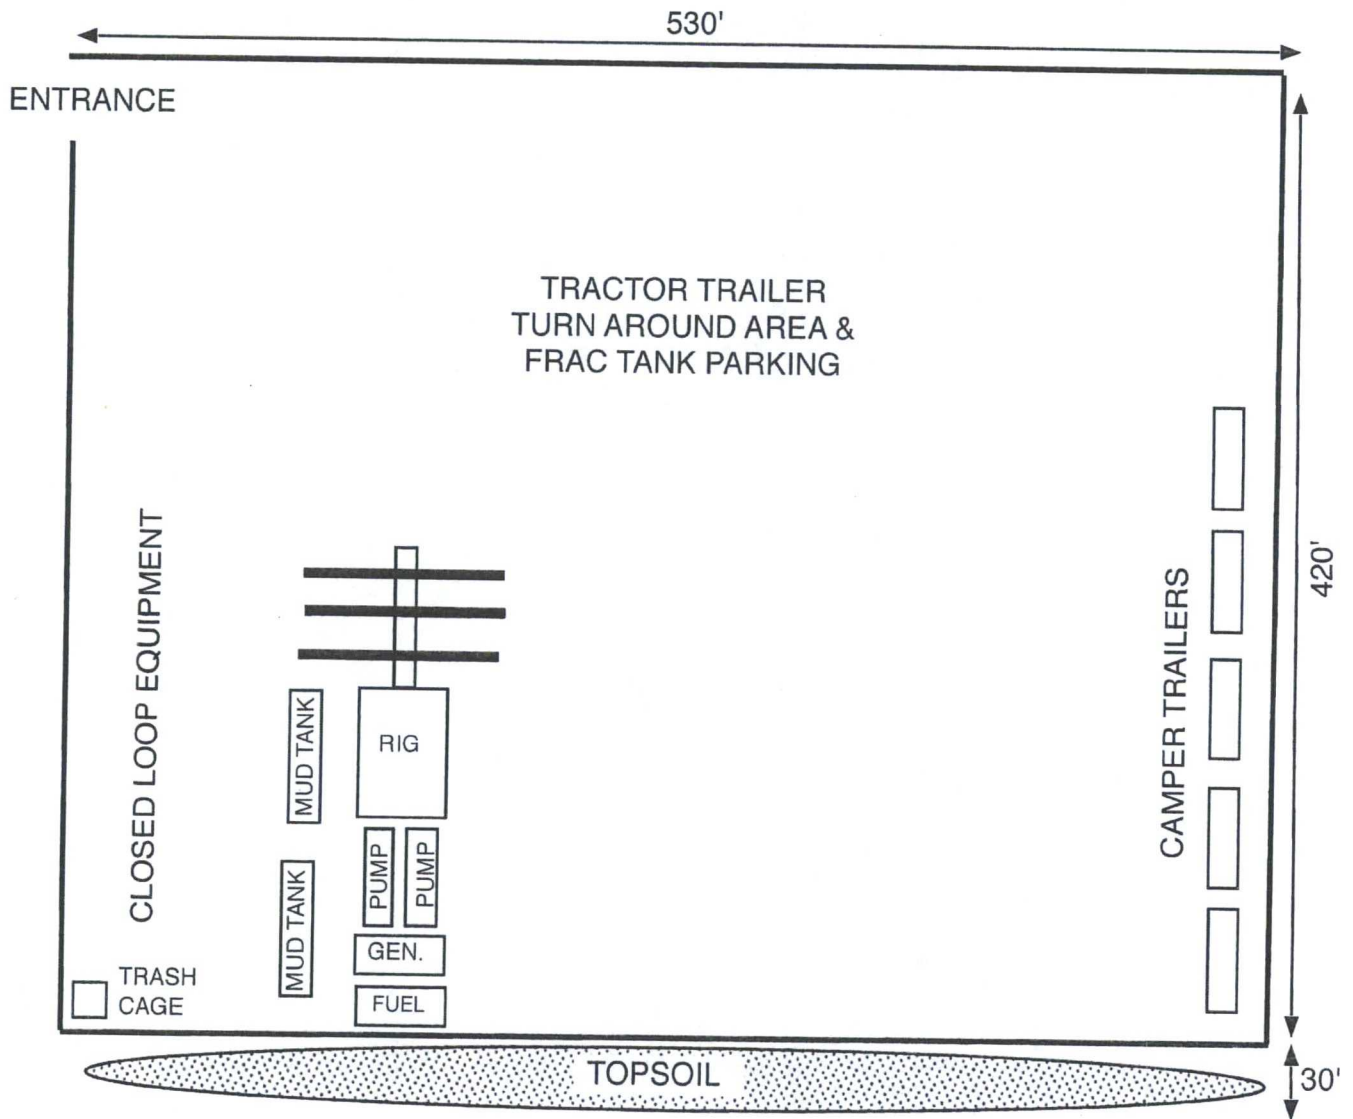 530'
ENTRANCE
TRACTOR TRAILER
TURN AROUND AREA &
FRAC TANK PARKING
CLOSED LOOP EQUIPMENT
CAMPER TRAILERS
420'
MUD TANK
RIG
PUMP
PUMP
MUD TANK
GEN.
TRASH
CAGE
FUEL
TOPSOIL
30'